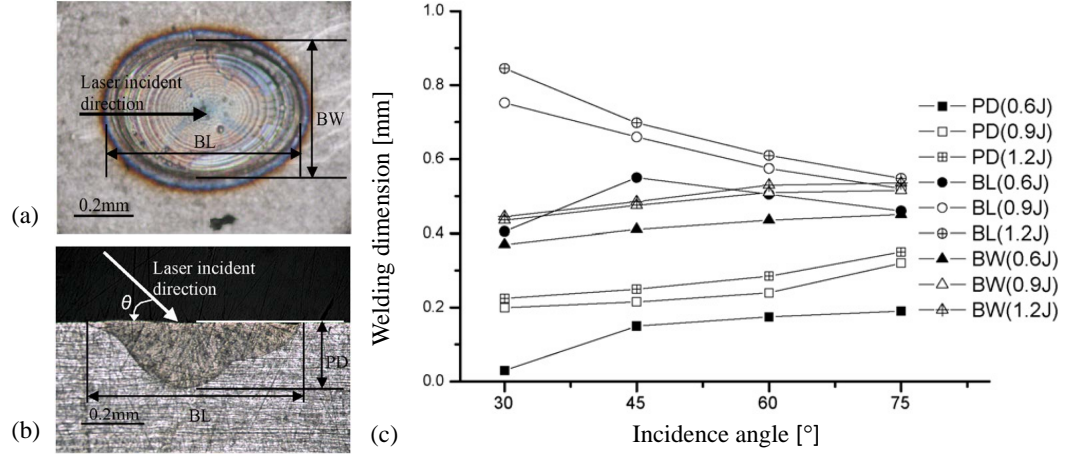 Laser incident
direction
BW
BL
0.2mm
(a)
Laser incident
direction
θ
PD
0.2mm
BL
(b)
Welding dimension [mm]
1.0
0.8
0.6
0.4
0.2
0.0
30 45 60 75
Incidence angle [°]
(c)
PD(0.6J)
PD(0.9J)
PD(1.2J)
BL(0.6J)
BL(0.9J)
BL(1.2J)
BW(0.6J)
BW(0.9J)
BW(1.2J)